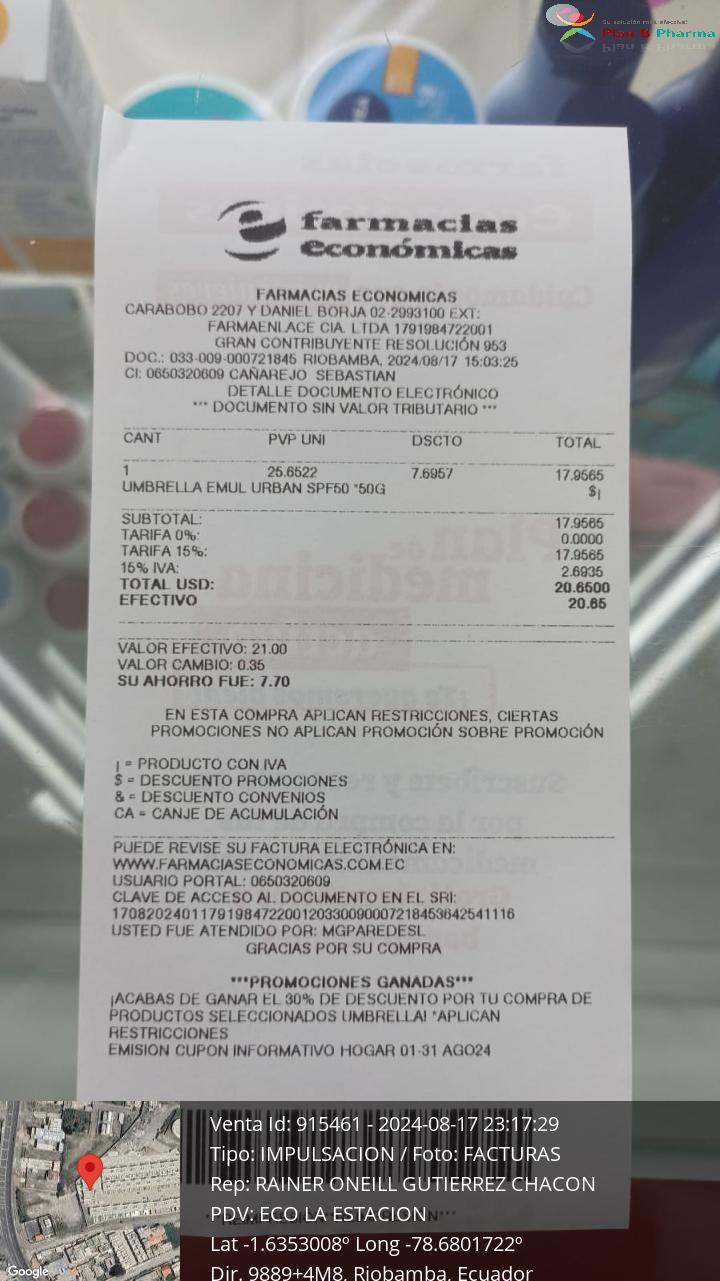 Su solución más efectiva!
Plan B Pharma
farmacias
económicas
FARMACIAS ECONOMICAS
CARABOBO 2207 Y DANIEL BORJA 02-2993100 EXT:
FARMAENLACE CIA. LTDA 1791984722001
GRAN CONTRIBUYENTE RESOLUCIÓN 953
DOC.: 033-009-000721845 RIOBAMBA, 2024/08/17 15:03:25
CI: 0650320609 CAÑAREJO SEBASTIAN
DETALLE DOCUMENTO ELECTRÓNICO
*** DOCUMENTO SIN VALOR TRIBUTARIO ***
CANT PVP UNI DSCTO TOTAL
1 25.6522 7.6957 17.9565
UMBRELLA EMUL URBAN SPF50 *50G $¡
SUBTOTAL: 17.9565
TARIFA 0%: 0.0000
TARIFA 15%: 17.9565
15% IVA: 2.6935
TOTAL USD: 20.6500
EFECTIVO 20.65
VALOR EFECTIVO: 21.00
VALOR CAMBIO: 0.35
SU AHORRO FUE: 7.70
EN ESTA COMPRA APLICAN RESTRICCIONES, CIERTAS
PROMOCIONES NO APLICAN PROMOCIÓN SOBRE PROMOCIÓN
¡ = PRODUCTO CON IVA
$ = DESCUENTO PROMOCIONES
& = DESCUENTO CONVENIOS
CA = CANJE DE ACUMULACIÓN
PUEDE REVISE SU FACTURA ELECTRÓNICA EN:
WWW.FARMACIASECONOMICAS.COM.EC
USUARIO PORTAL: 0650320609
CLAVE DE ACCESO AL DOCUMENTO EN EL SRI:
1708202401179198472200120330090007218453642541116
USTED FUE ATENDIDO POR: MGPAREDESL
GRACIAS POR SU COMPRA
***PROMOCIONES GANADAS***
¡ACABAS DE GANAR EL 30% DE DESCUENTO POR TU COMPRA DE
PRODUCTOS SELECCIONADOS UMBRELLA! *APLICAN
RESTRICCIONES
EMISION CUPON INFORMATIVO HOGAR 01-31 AGO24
Venta Id: 915461 - 2024-08-17 23:17:29
Tipo: IMPULSACION / Foto: FACTURAS
Rep: RAINER ONEILL GUTIERREZ CHACON
PDV: ECO LA ESTACION
Lat -1.6353008º Long -78.6801722º
Dir. 9889+4M8, Riobamba, Ecuador
Google